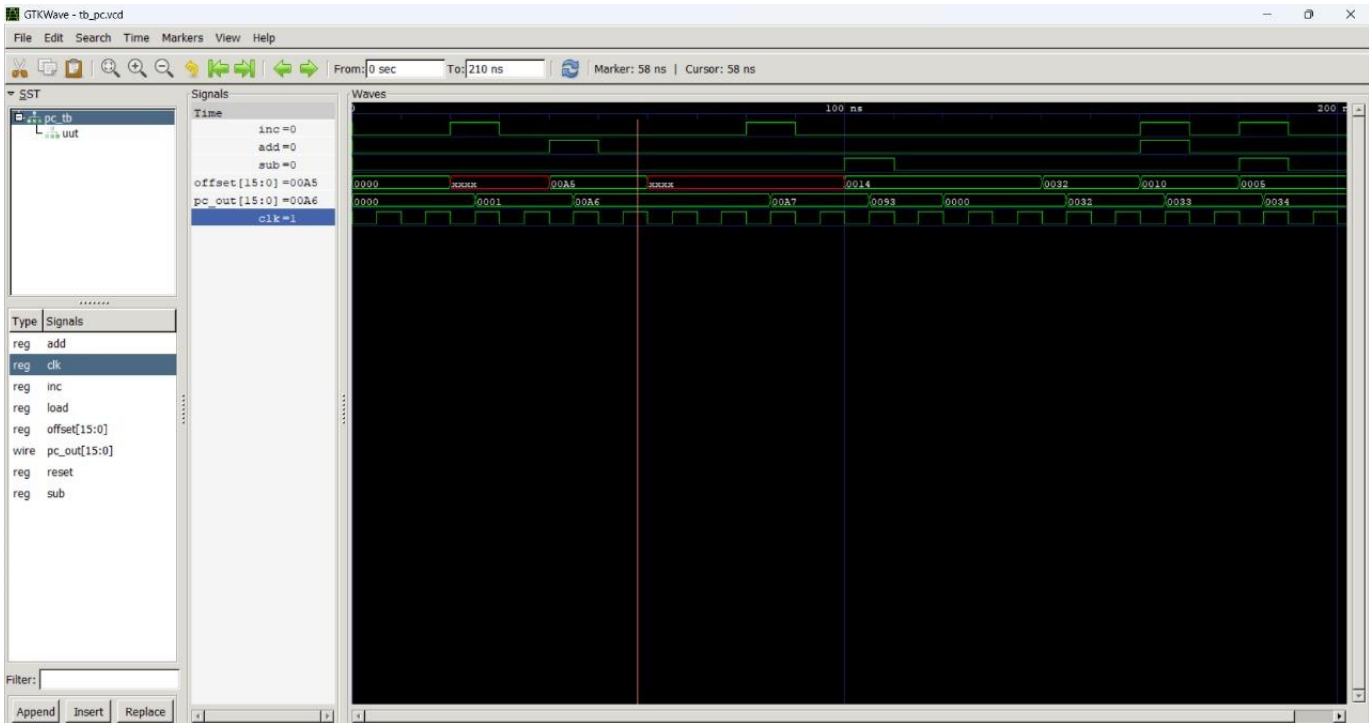 GTKWave - tb_pc.vcd
File Edit Search Time Markers View Help
From: 0 sec To: 210 ns Marker: 58 ns | Cursor: 58 ns
SST
pc_tb
uut
Type Signals
reg add
reg clk
reg inc
reg load
reg offset[15:0]
wire pc_out[15:0]
reg reset
reg sub
Filter:
Append Insert Replace
Signals
Time
inc=0
add=0
sub=0
offset[15:0]=00A5
pc_out[15:0]=00A6
clk=1
Waves
100 ns 200
0000 xxxx 00A5 xxxx 0014 0032 0010 0005
0000 0001 00A6 00A7 0093 0000 0032 0033 0034